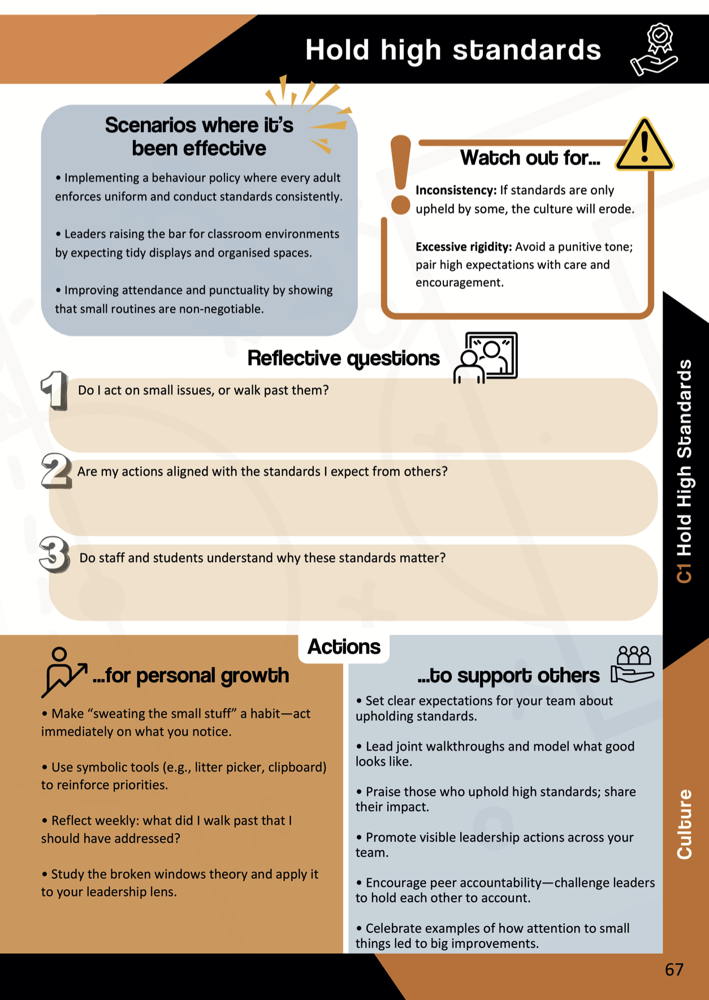 Hold high standards
Scenarios where it's
been effective
• Implementing a behaviour policy where every adult
enforces uniform and conduct standards consistently.
• Leaders raising the bar for classroom environments
by expecting tidy displays and organised spaces.
• Improving attendance and punctuality by showing
that small routines are non-negotiable.
Watch out for...
Inconsistency: If standards are only
upheld by some, the culture will erode.
Excessive rigidity: Avoid a punitive tone;
pair high expectations with care and
encouragement.
Reflective questions
1
Do I act on small issues, or walk past them?
2
Are my actions aligned with the standards I expect from others?
3
Do staff and students understand why these standards matter?
Actions
...for personal growth
• Make “sweating the small stuff” a habit—act
immediately on what you notice.
• Use symbolic tools (e.g., litter picker, clipboard)
to reinforce priorities.
• Reflect weekly: what did I walk past that I
should have addressed?
• Study the broken windows theory and apply it
to your leadership lens.
...to support others
• Set clear expectations for your team about
upholding standards.
• Lead joint walkthroughs and model what good
looks like.
• Praise those who uphold high standards; share
their impact.
• Promote visible leadership actions across your
team.
• Encourage peer accountability—challenge leaders
to hold each other to account.
• Celebrate examples of how attention to small
things led to big improvements.
C1 Hold High Standards
Culture
67